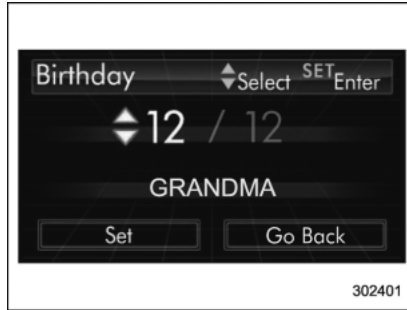 Birthday Select SET Enter
12 / 12
GRANDMA
Set Go Back
302401